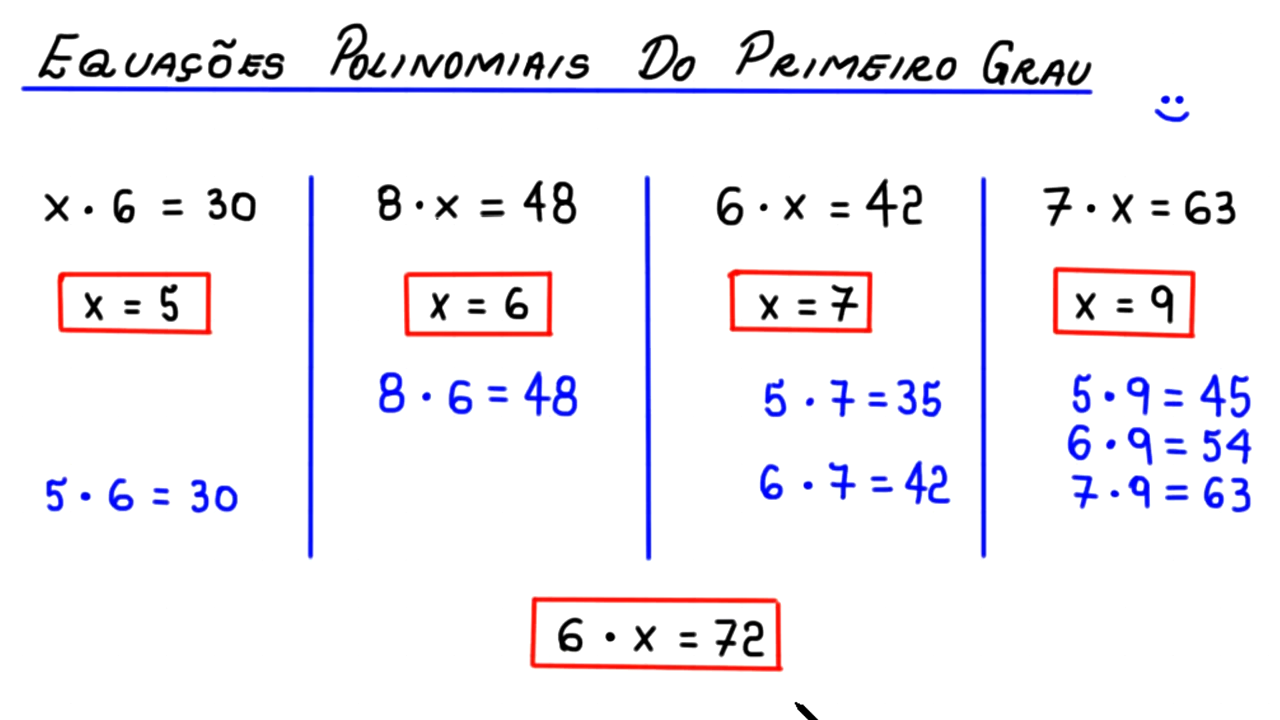 EQUAÇÕES POLINOMIAIS DO PRIMEIRO GRAU
x · 6 = 30
x = 5
5 · 6 = 30
8 · x = 48
x = 6
8 · 6 = 48
6 · x = 42
x = 7
5 · 7 = 35
6 · 7 = 42
7 · x = 63
x = 9
5 · 9 = 45
6 · 9 = 54
7 · 9 = 63
6 · x = 72